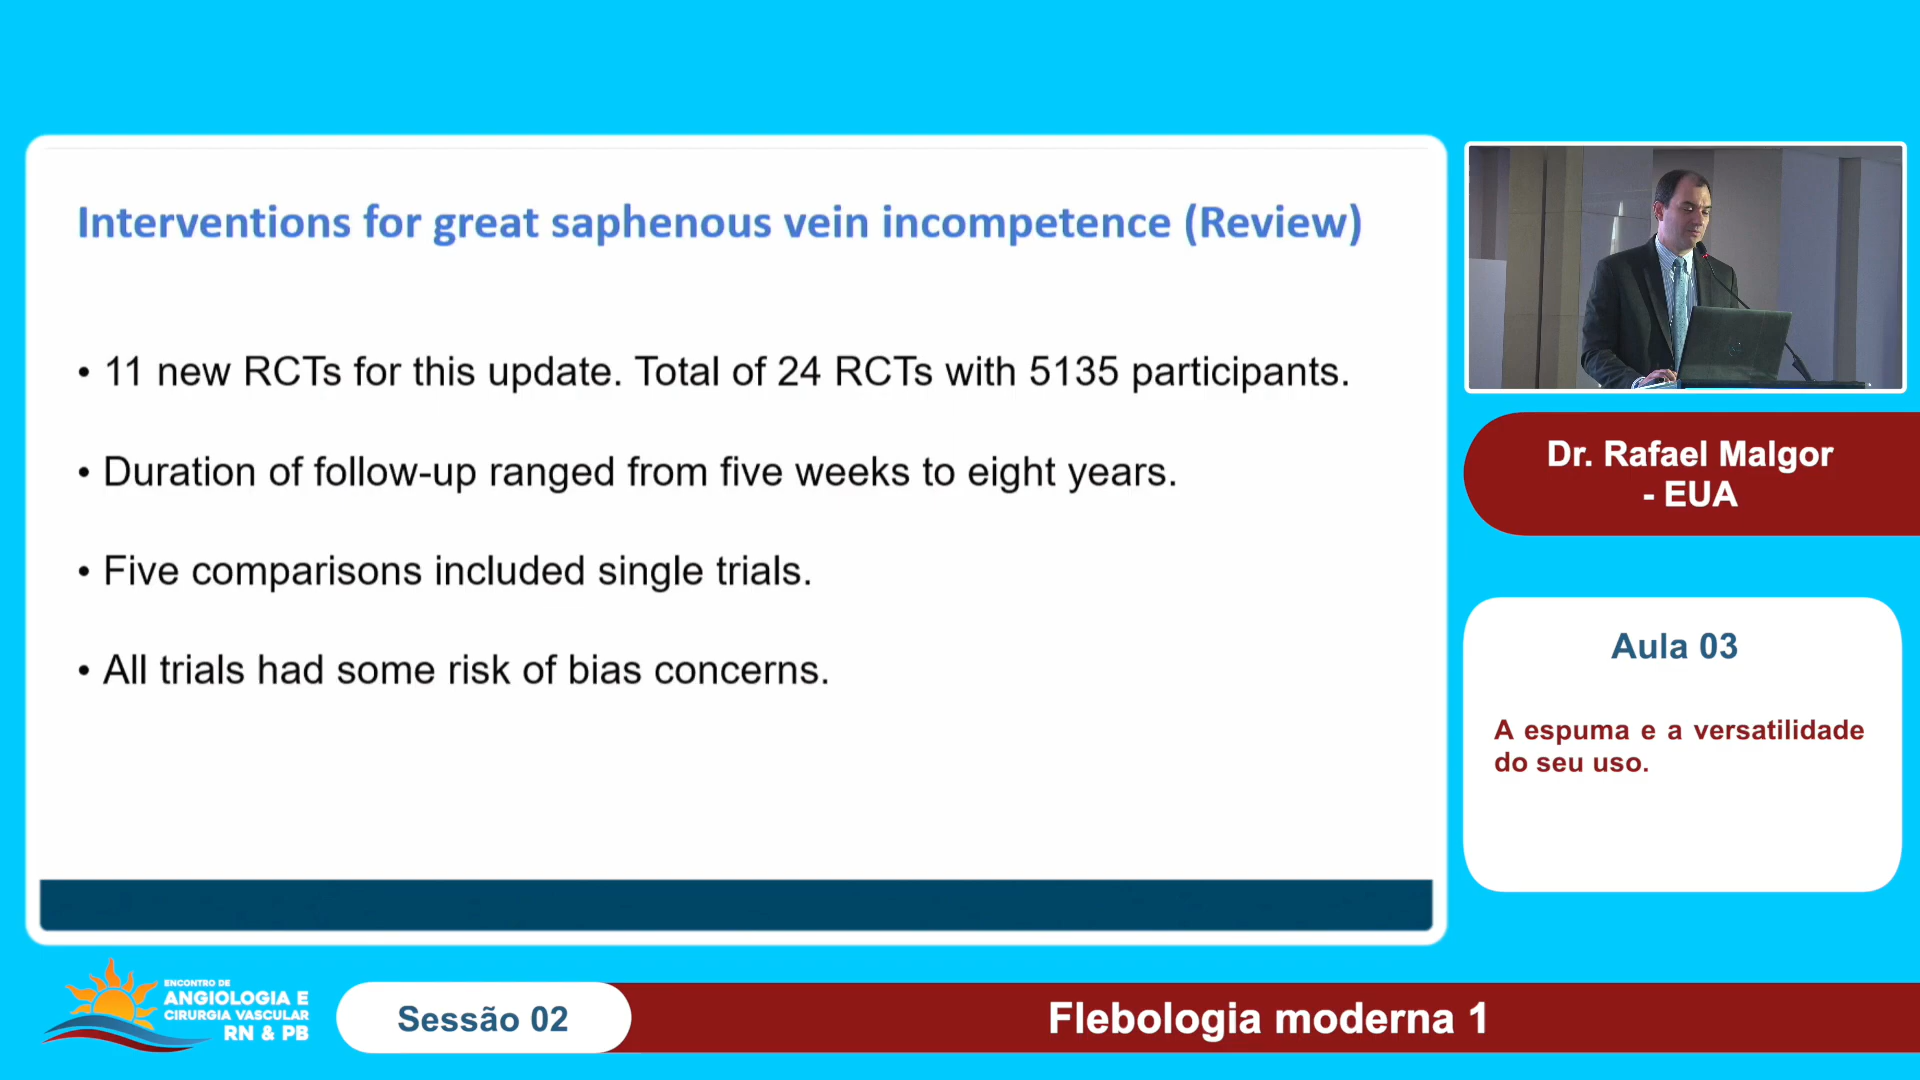 Interventions for great saphenous vein incompetence (Review)
• 11 new RCTs for this update. Total of 24 RCTs with 5135 participants.
• Duration of follow-up ranged from five weeks to eight years.
• Five comparisons included single trials.
• All trials had some risk of bias concerns.
Dr. Rafael Malgor
- EUA
Aula 03
A espuma e a versatilidade
do seu uso.
ENCONTRO DE
ANGIOLOGIA E
CIRURGIA VASCULAR
RN & PB
Sessão 02
Flebologia moderna 1